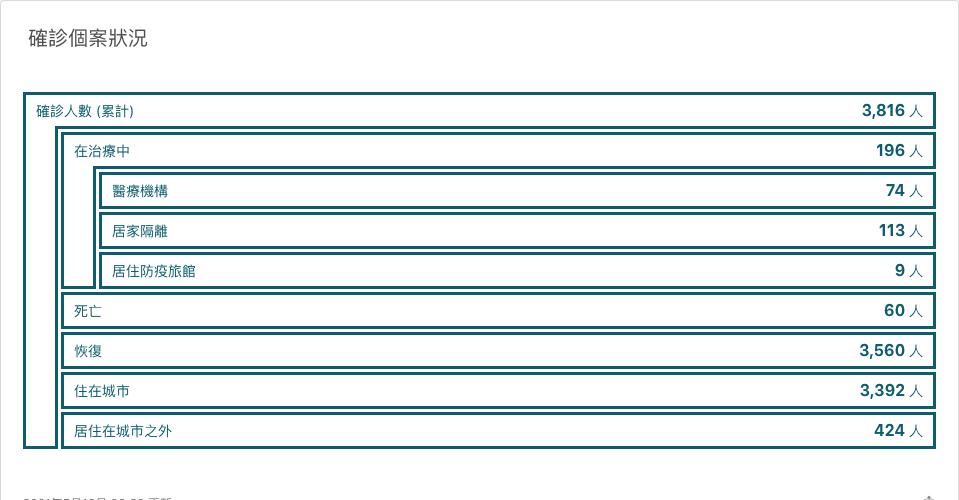 確診個案狀況
確診人數 (累計) 3,816 人
在治療中 196 人
醫療機構 74 人
居家隔離 113 人
居住防疫旅館 9 人
死亡 60 人
恢復 3,560 人
住在城市 3,392 人
居住在城市之外 424 人